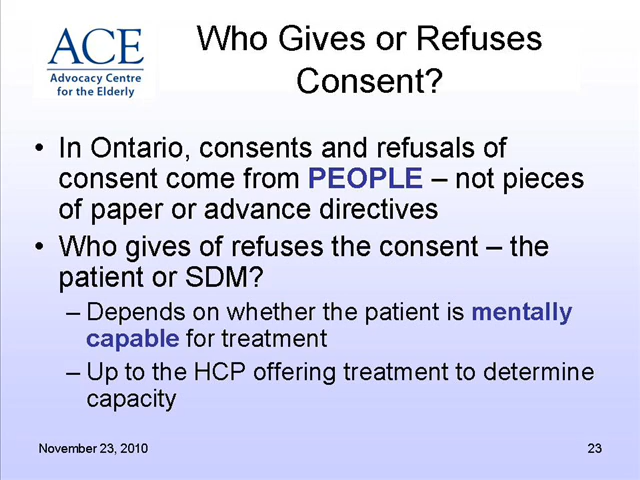 ACE
Advocacy Centre
for the Elderly
Who Gives or Refuses
Consent?
• In Ontario, consents and refusals of
consent come from PEOPLE – not pieces
of paper or advance directives
• Who gives of refuses the consent – the
patient or SDM?
– Depends on whether the patient is mentally
capable for treatment
– Up to the HCP offering treatment to determine
capacity
November 23, 2010
23